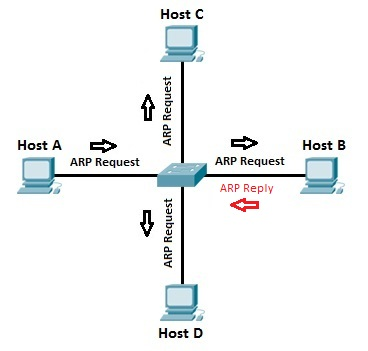 Host C
ARP Request
Host A
ARP Request
ARP Request
Host B
ARP Reply
ARP Request
Host D